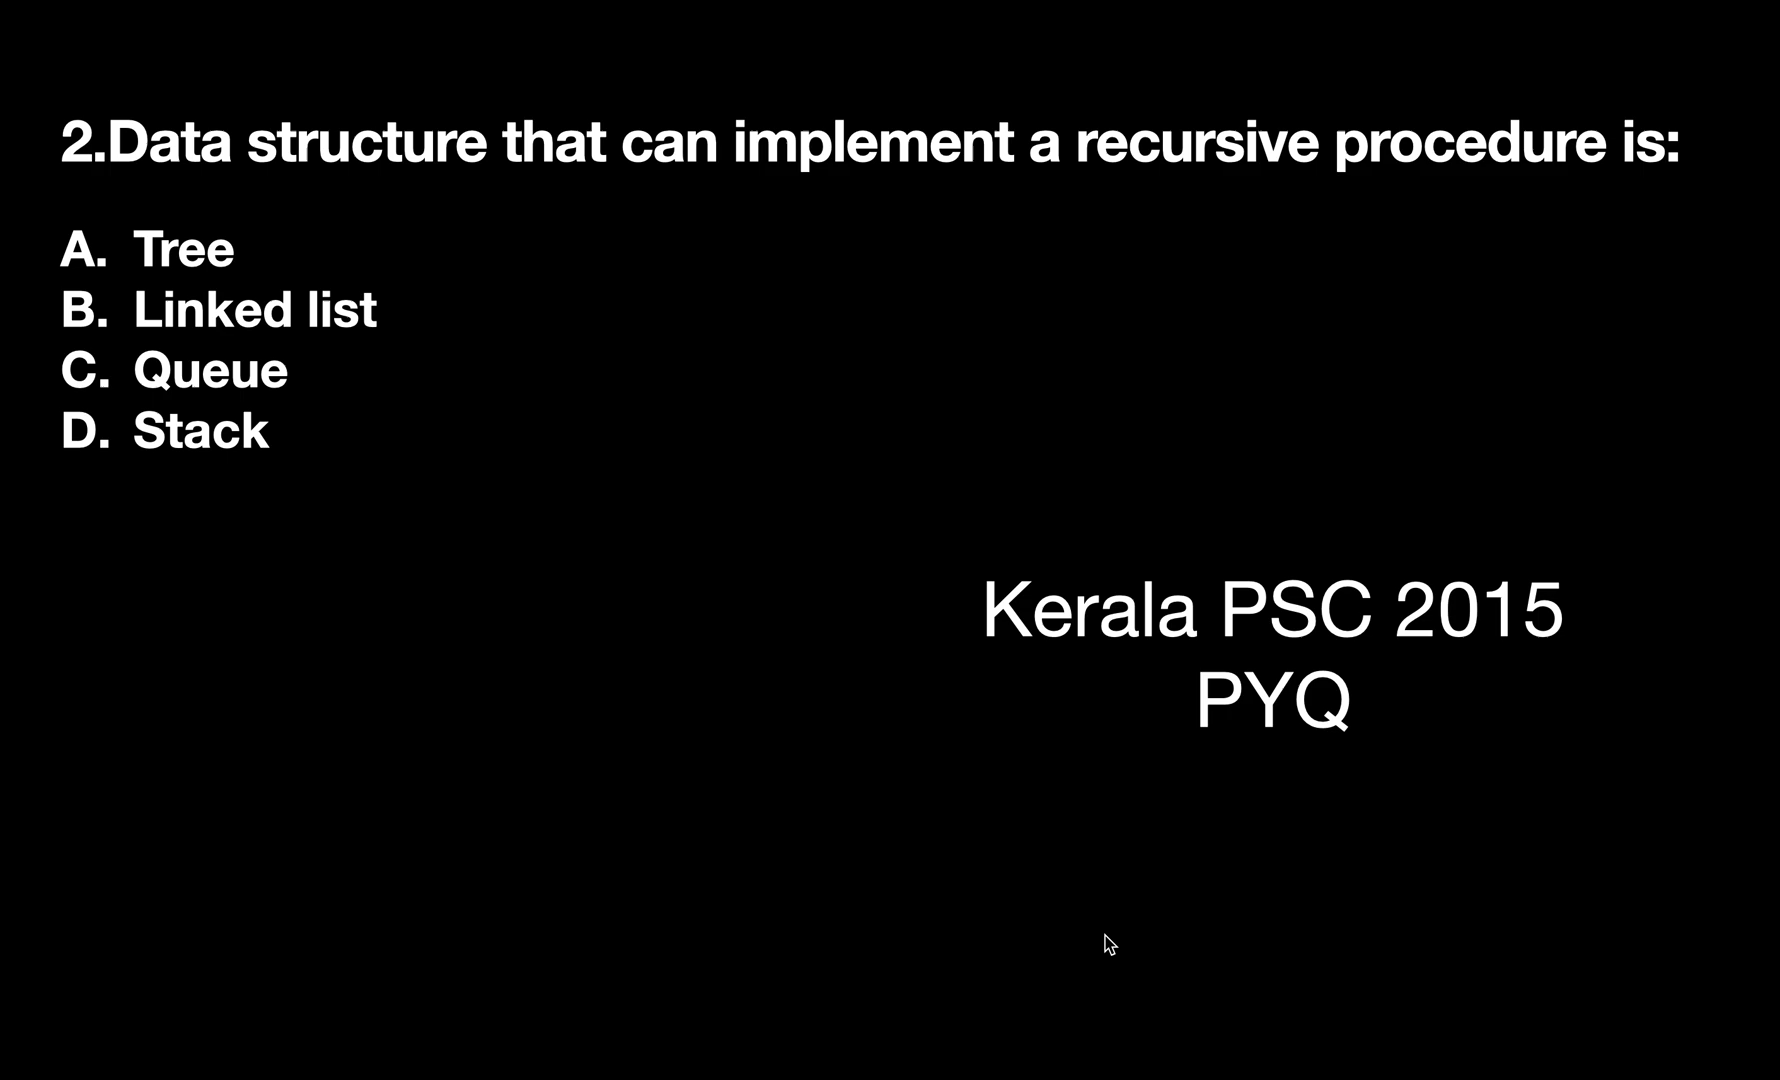 2.Data structure that can implement a recursive procedure is:
A. Tree
B. Linked list
C. Queue
D. Stack
Kerala PSC 2015
PYQ